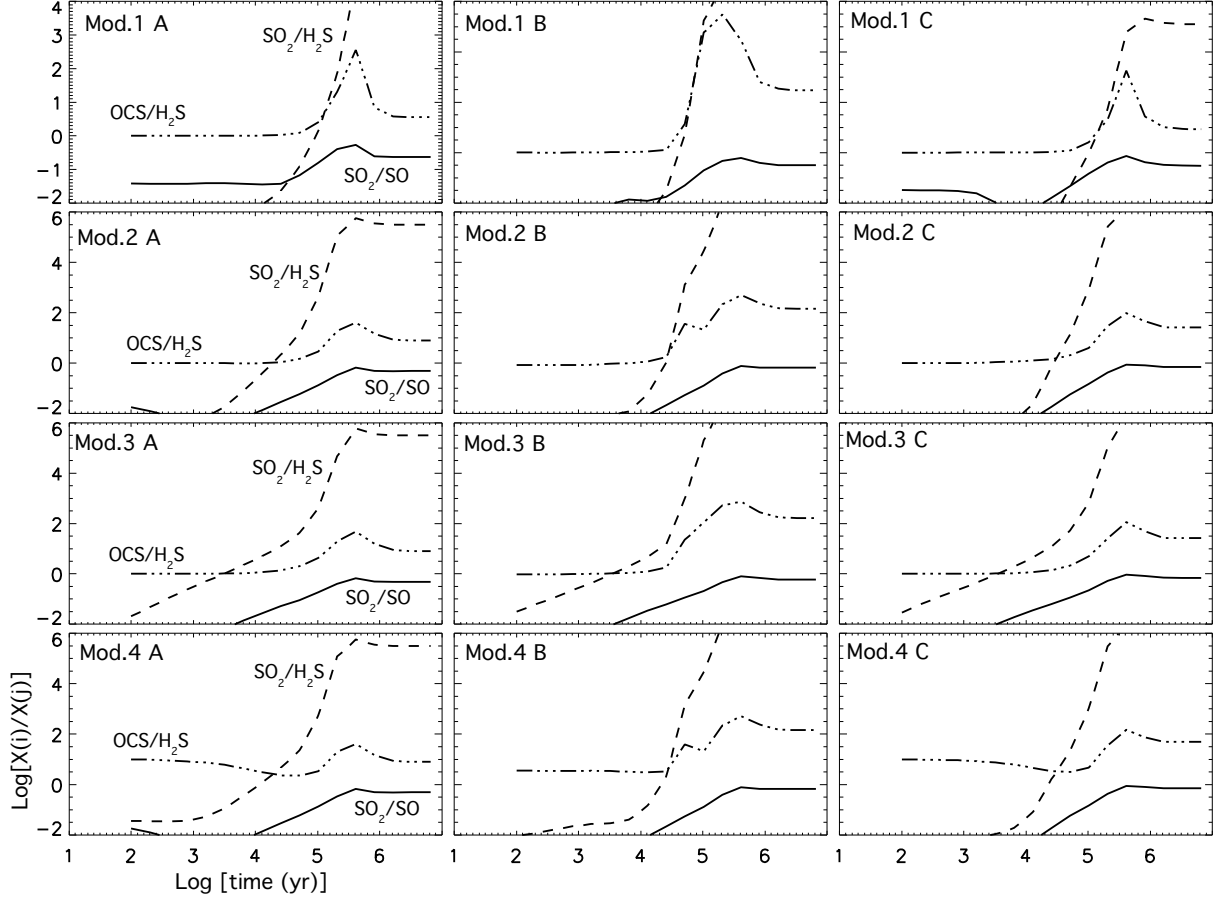 Mod.1 A
Mod.1 B
Mod.1 C
SO₂/H₂S
OCS/H₂S
SO₂/SO
4
3
2
1
0
−1
−2
Mod.2 A
Mod.2 B
Mod.2 C
SO₂/H₂S
OCS/H₂S
SO₂/SO
6
4
2
0
−2
Mod.3 A
Mod.3 B
Mod.3 C
SO₂/H₂S
OCS/H₂S
SO₂/SO
6
4
2
0
−2
Mod.4 A
Mod.4 B
Mod.4 C
SO₂/H₂S
OCS/H₂S
SO₂/SO
6
4
2
0
−2
Log[X(i)/X(j)]
1 2 3 4 5 6 1 2 3 4 5 6 1 2 3 4 5 6
Log [time (yr)]